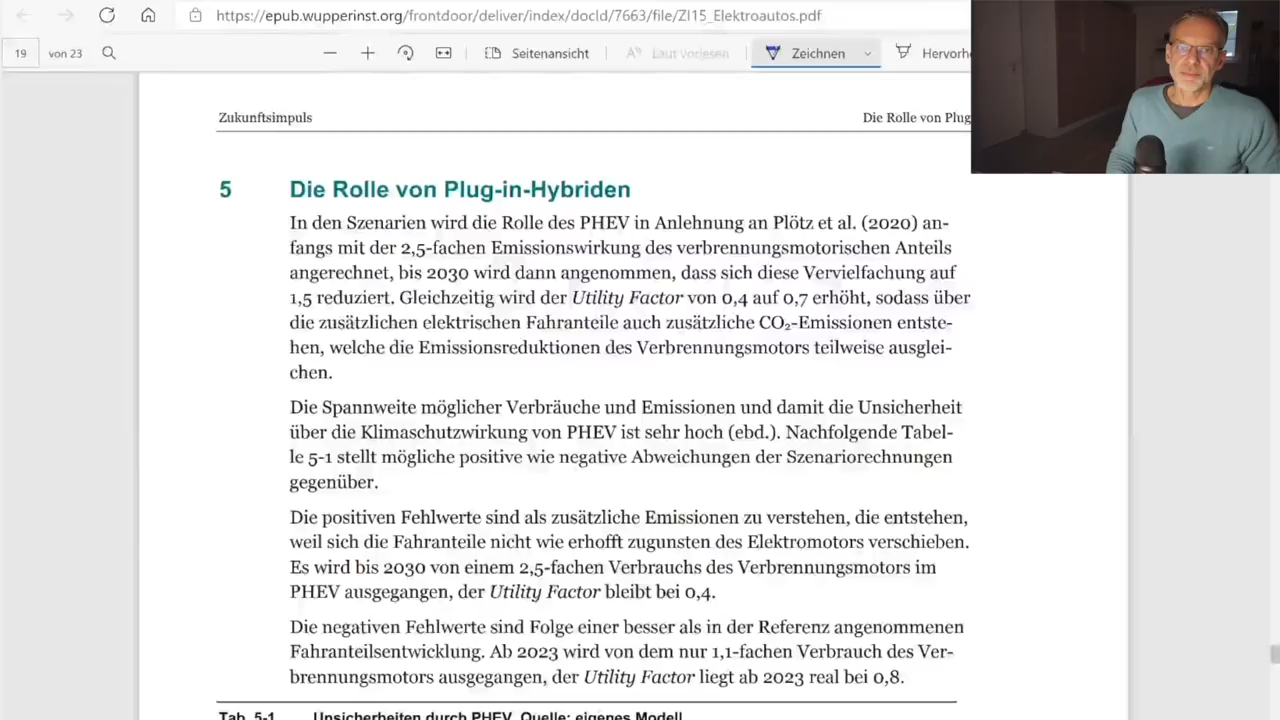 https://epub.wupperinst.org/frontdoor/deliver/index/docId/7663/file/ZI15_Elektroautos.pdf
19 von 23 Seitenansicht Laut vorlesen Zeichnen Hervorh
Zukunftsimpuls Die Rolle von Plug
5 Die Rolle von Plug-in-Hybriden
In den Szenarien wird die Rolle des PHEV in Anlehnung an Plötz et al. (2020) an-
fangs mit der 2,5-fachen Emissionswirkung des verbrennungsmotorischen Anteils
angerechnet, bis 2030 wird dann angenommen, dass sich diese Vervielfachung auf
1,5 reduziert. Gleichzeitig wird der Utility Factor von 0,4 auf 0,7 erhöht, sodass über
die zusätzlichen elektrischen Fahranteile auch zusätzliche CO₂-Emissionen entste-
hen, welche die Emissionsreduktionen des Verbrennungsmotors teilweise ausglei-
chen.
Die Spannweite möglicher Verbräuche und Emissionen und damit die Unsicherheit
über die Klimaschutzwirkung von PHEV ist sehr hoch (ebd.). Nachfolgende Tabel-
le 5-1 stellt mögliche positive wie negative Abweichungen der Szenariorechnungen
gegenüber.
Die positiven Fehlwerte sind als zusätzliche Emissionen zu verstehen, die entstehen,
weil sich die Fahranteile nicht wie erhofft zugunsten des Elektromotors verschieben.
Es wird bis 2030 von einem 2,5-fachen Verbrauchs des Verbrennungsmotors im
PHEV ausgegangen, der Utility Factor bleibt bei 0,4.
Die negativen Fehlwerte sind Folge einer besser als in der Referenz angenommenen
Fahranteilsentwicklung. Ab 2023 wird von dem nur 1,1-fachen Verbrauch des Ver-
brennungsmotors ausgegangen, der Utility Factor liegt ab 2023 real bei 0,8.
Tab. 5-1 Unsicherheiten durch PHEV. Quelle: eigenes Modell